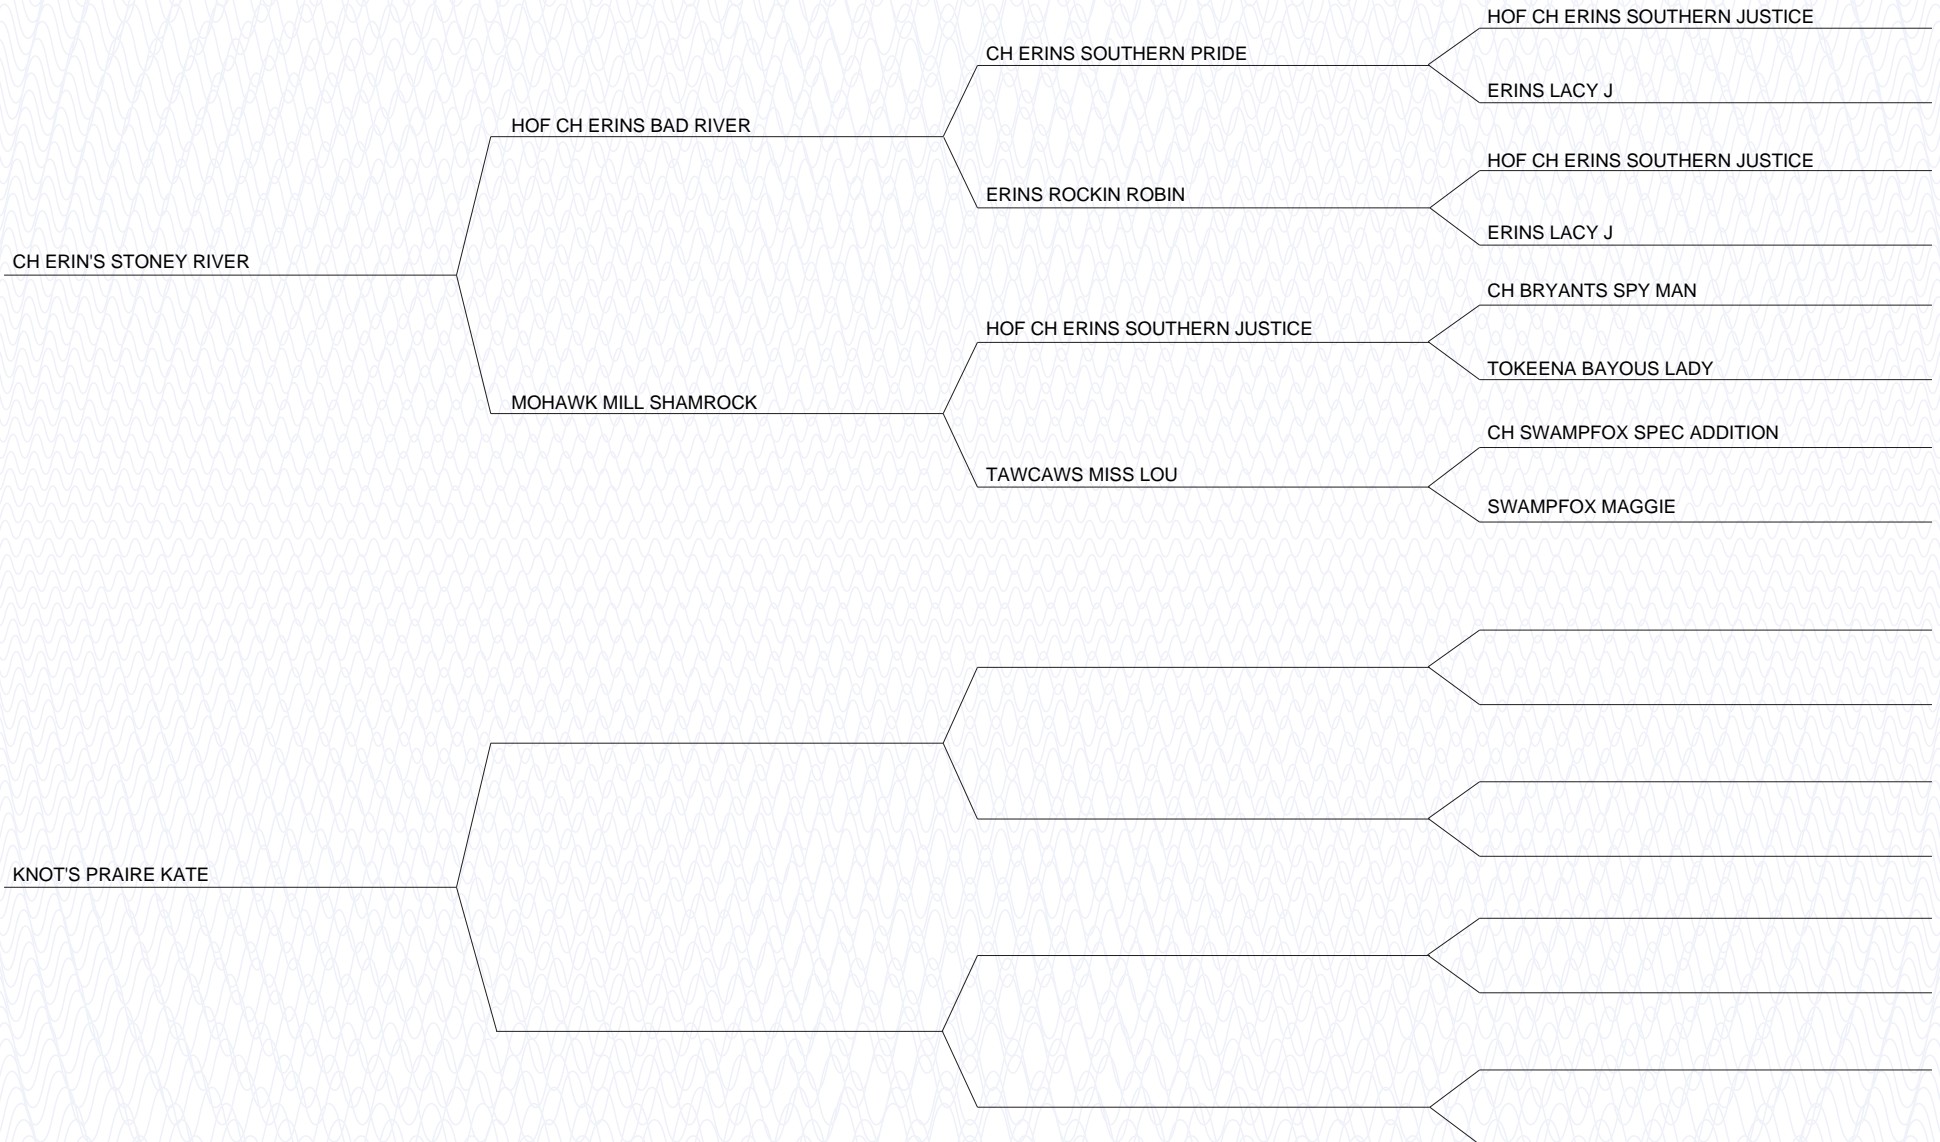 HOF CH ERINS SOUTHERN JUSTICE
CH ERINS SOUTHERN PRIDE
ERINS LACY J
HOF CH ERINS BAD RIVER
HOF CH ERINS SOUTHERN JUSTICE
ERINS ROCKIN ROBIN
ERINS LACY J
CH ERIN'S STONEY RIVER
CH BRYANTS SPY MAN
HOF CH ERINS SOUTHERN JUSTICE
TOKEENA BAYOUS LADY
MOHAWK MILL SHAMROCK
CH SWAMPFOX SPEC ADDITION
TAWCAWS MISS LOU
SWAMPFOX MAGGIE
KNOT'S PRAIRE KATE